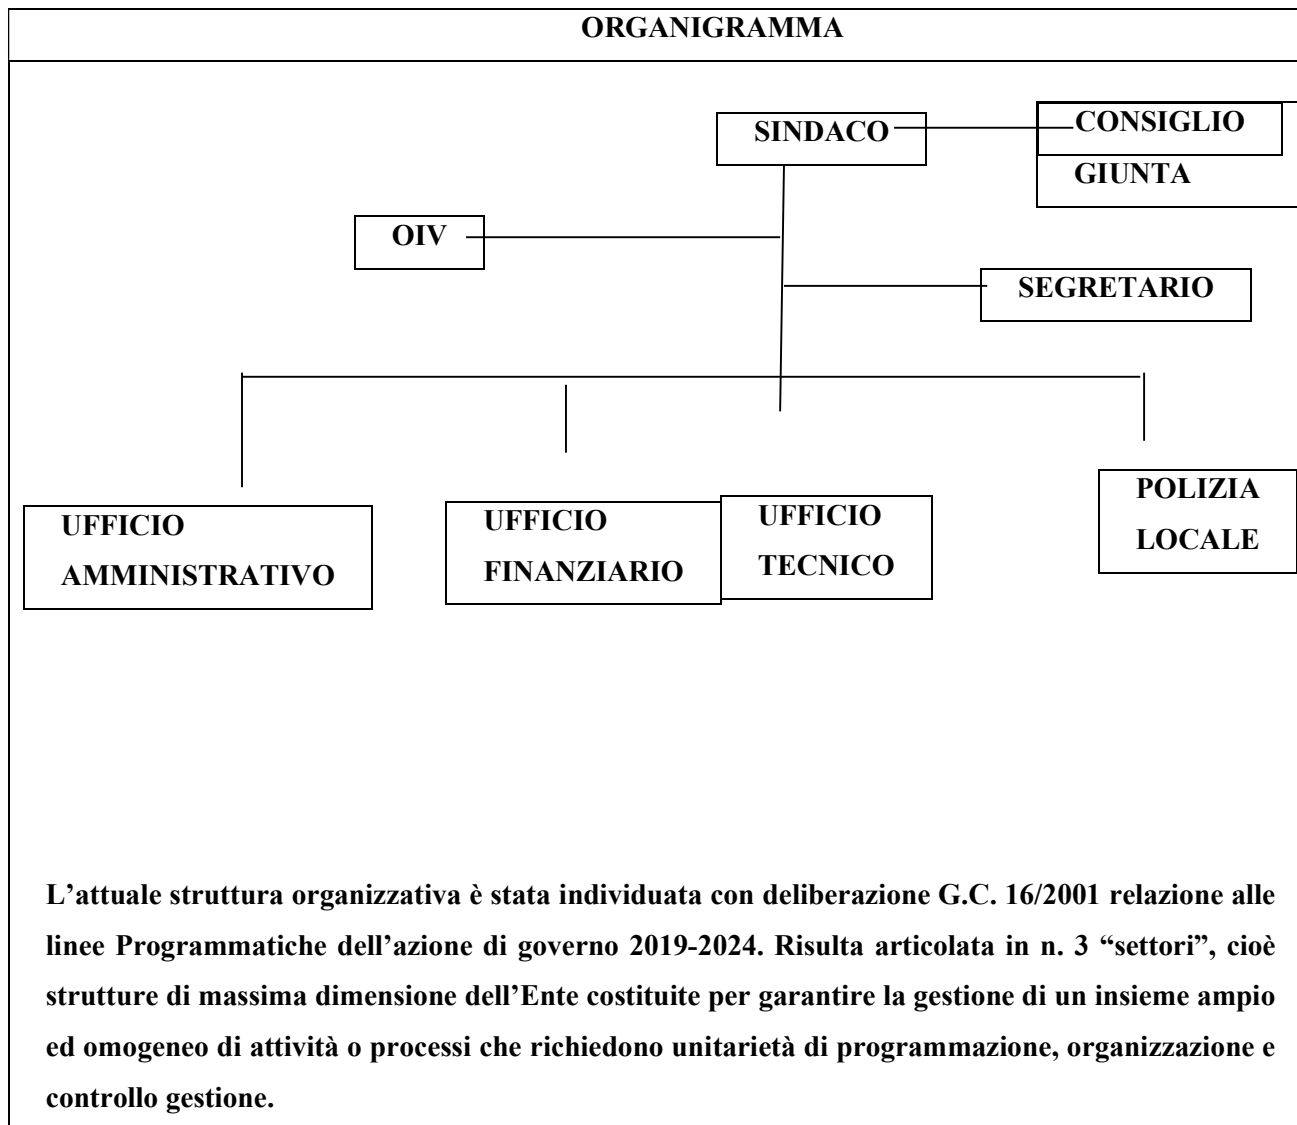 ORGANIGRAMMA
SINDACO
CONSIGLIO
GIUNTA
OIV
SEGRETARIO
UFFICIO
AMMINISTRATIVO
UFFICIO
FINANZIARIO
UFFICIO
TECNICO
POLIZIA
LOCALE
L’attuale struttura organizzativa è stata individuata con deliberazione G.C. 16/2001 relazione alle
linee Programmatiche dell’azione di governo 2019-2024. Risulta articolata in n. 3 “settori”, cioè
strutture di massima dimensione dell’Ente costituite per garantire la gestione di un insieme ampio
ed omogeneo di attività o processi che richiedono unitarietà di programmazione, organizzazione e
controllo gestione.